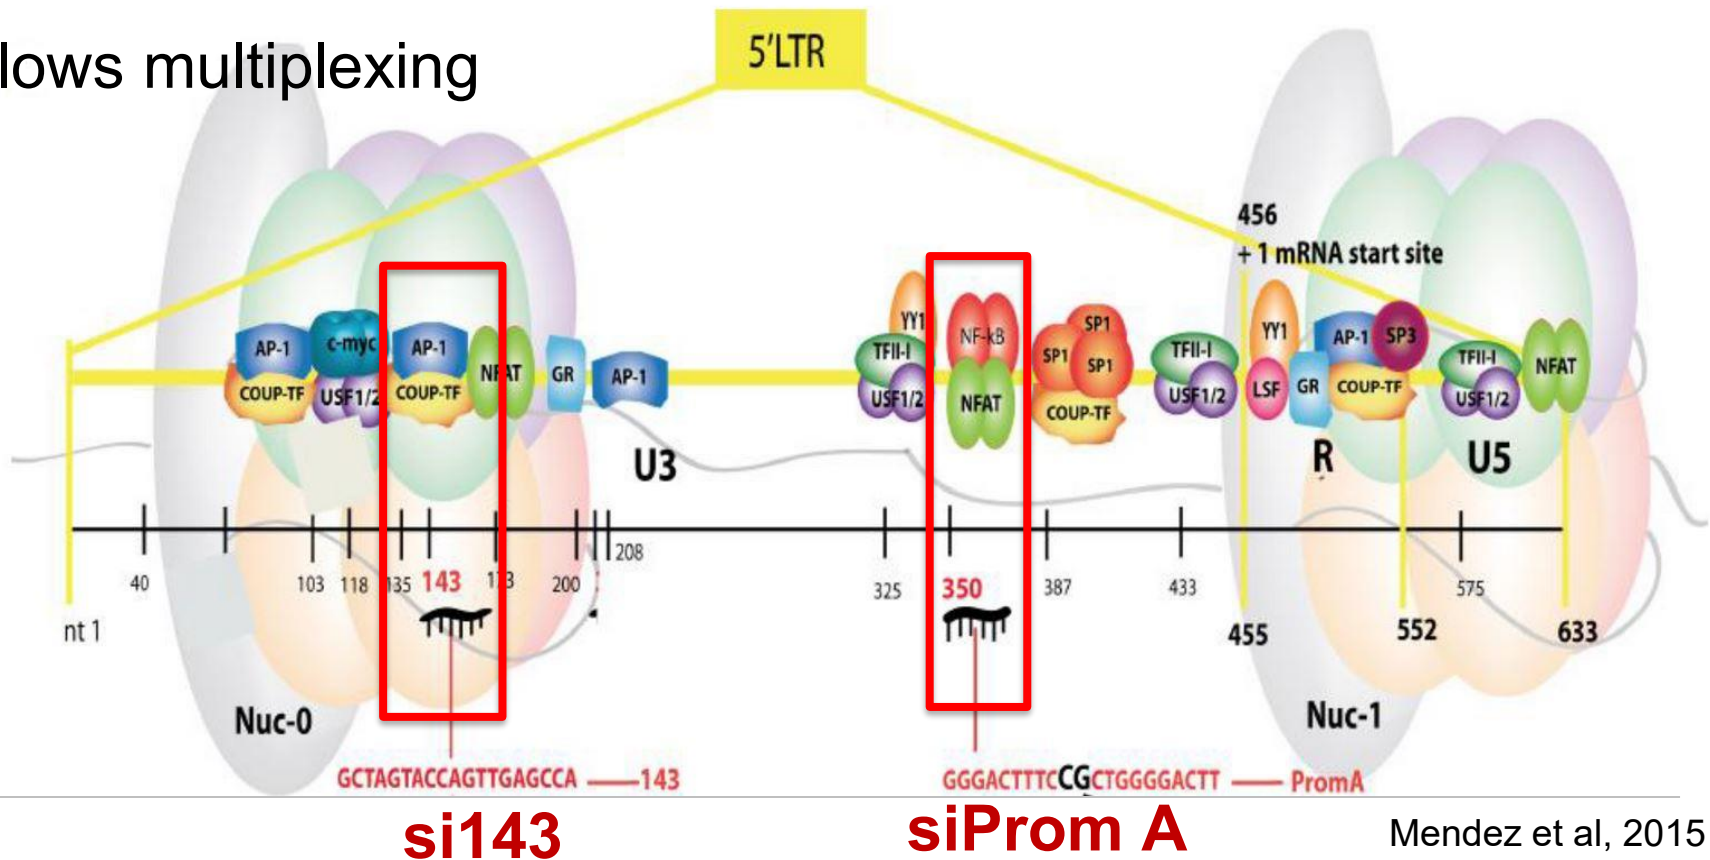 lows multiplexing
5'LTR
456
+ 1 mRNA start site
AP-1
c-myc
AP-1
NFAT
GR
AP-1
COUP-TF
USF1/2
COUP-TF
YY1
TFII-I
USF1/2
NF-kB
NFAT
SP1
SP1
SP1
COUP-TF
TFII-I
USF1/2
YY1
LSF
GR
AP-1
SP3
COUP-TF
TFII-I
USF1/2
NFAT
U3
R
U5
40
103
118
135
143
173
200
208
325
350
387
433
575
nt 1
455
552
633
Nuc-0
Nuc-1
GCTAGTACCAGTTGAGCCA 143
GGGACTTTCCGCTGGGGACTT PromA
si143
siProm A
Mendez et al, 2015